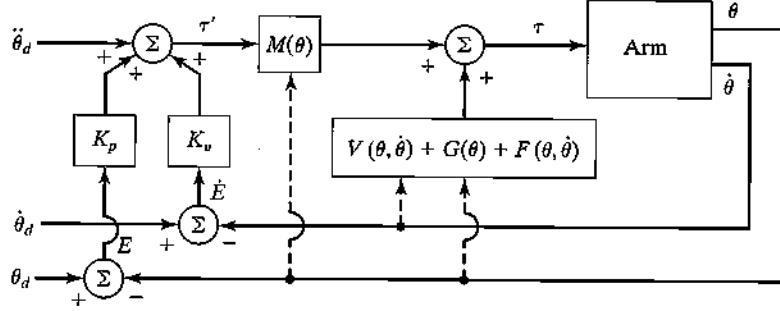 θ̈_d + Σ τ′ M(θ) + Σ τ Arm θ
+ + + θ̇
K_p K_v V(θ, θ̇) + G(θ) + F(θ, θ̇)
Ė
θ̇_d + Σ −
E
θ_d + Σ −